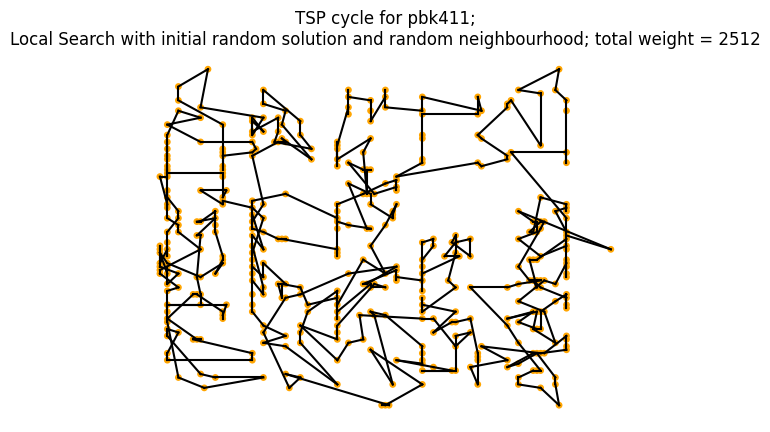 TSP cycle for pbk411;
Local Search with initial random solution and random neighbourhood; total weight = 2512